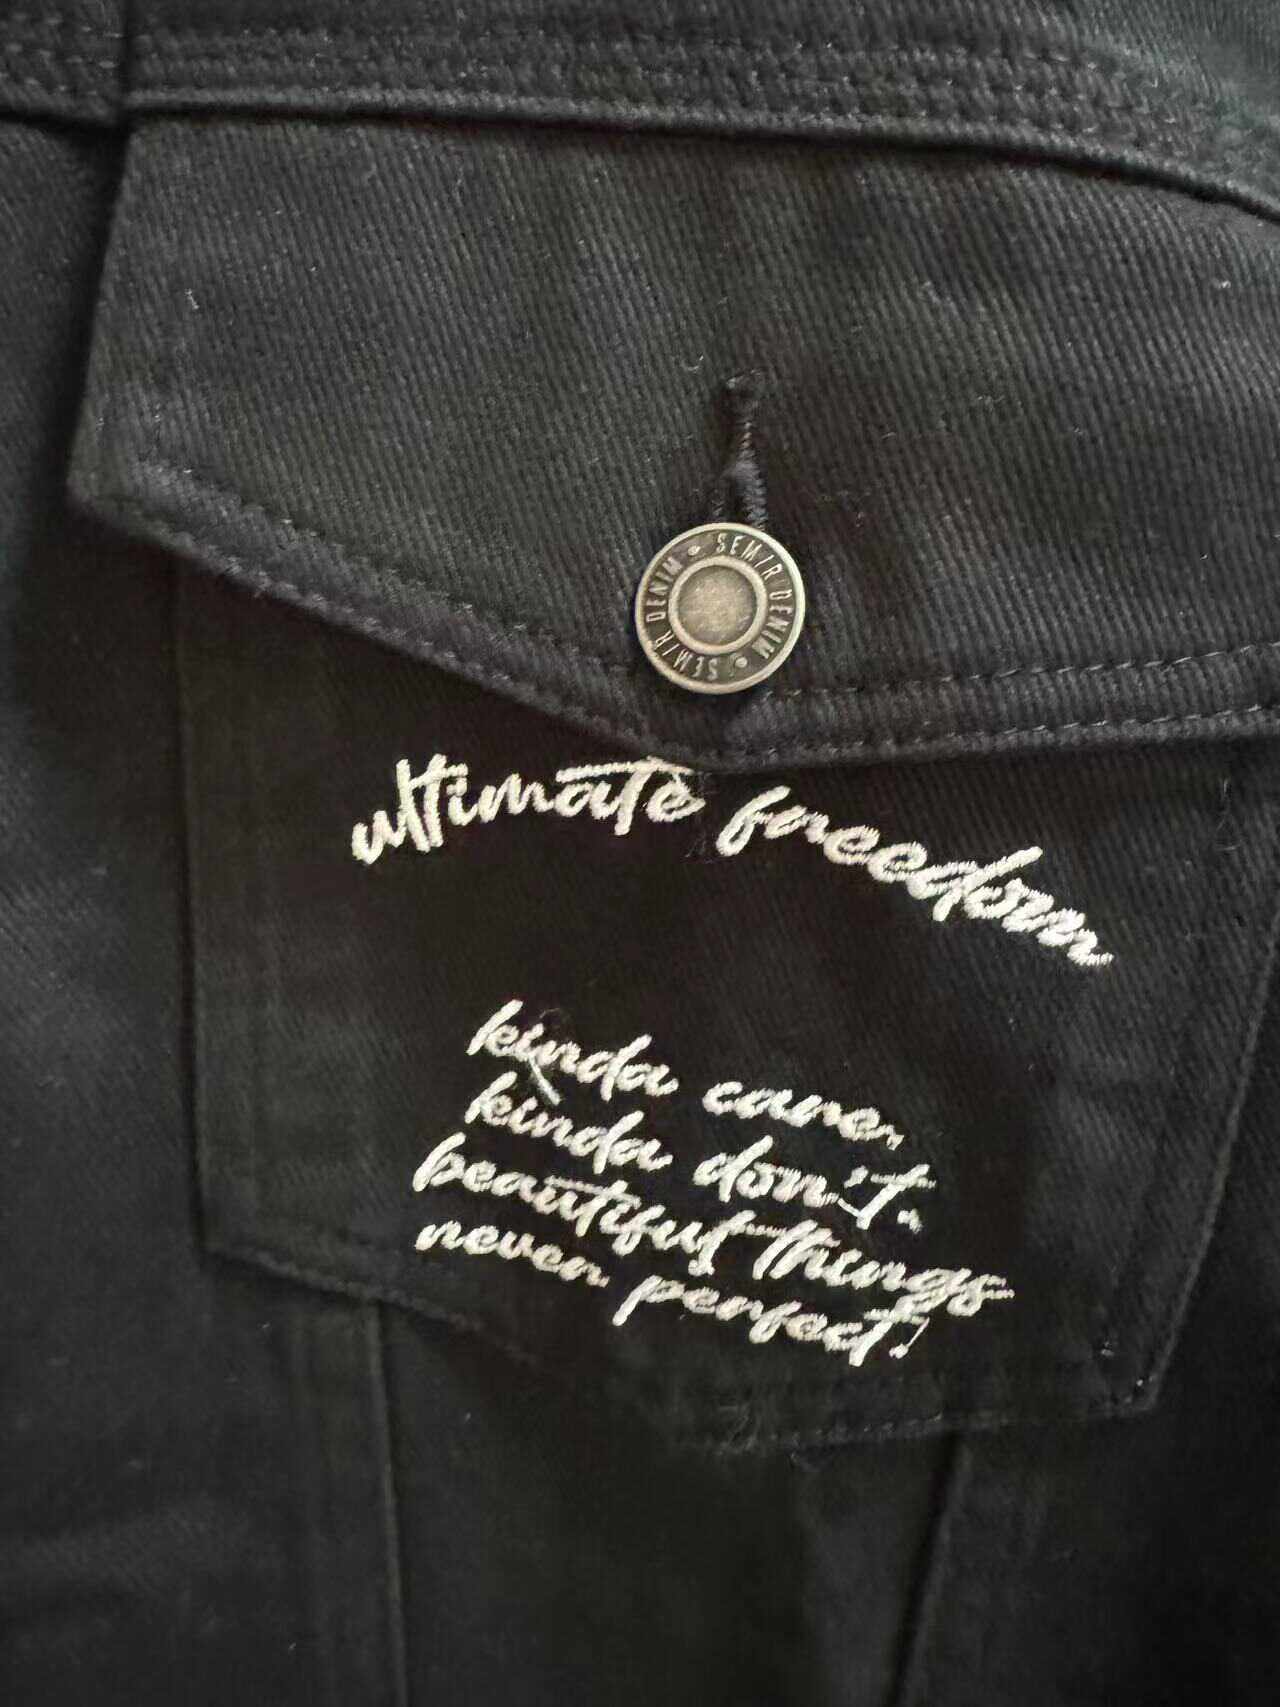 SEMIR DENIM • SEMIR DENIM •
ultimate freedom
kinda care,
kinda don't.
beautiful things
never perfect!